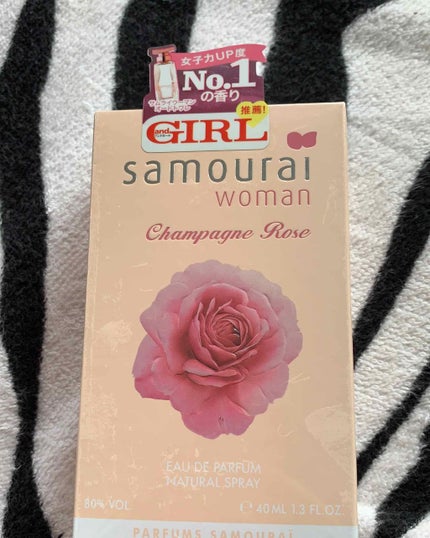 女子力UP度
No.1
の香り
推薦!
and GIRL
samourai
woman
Champagne Rose
EAU DE PARFUM
NATURAL SPRAY
80% VOL.
℮ 40 ML 1.3 FL.OZ.
PARFUMS SAMOURAÏ